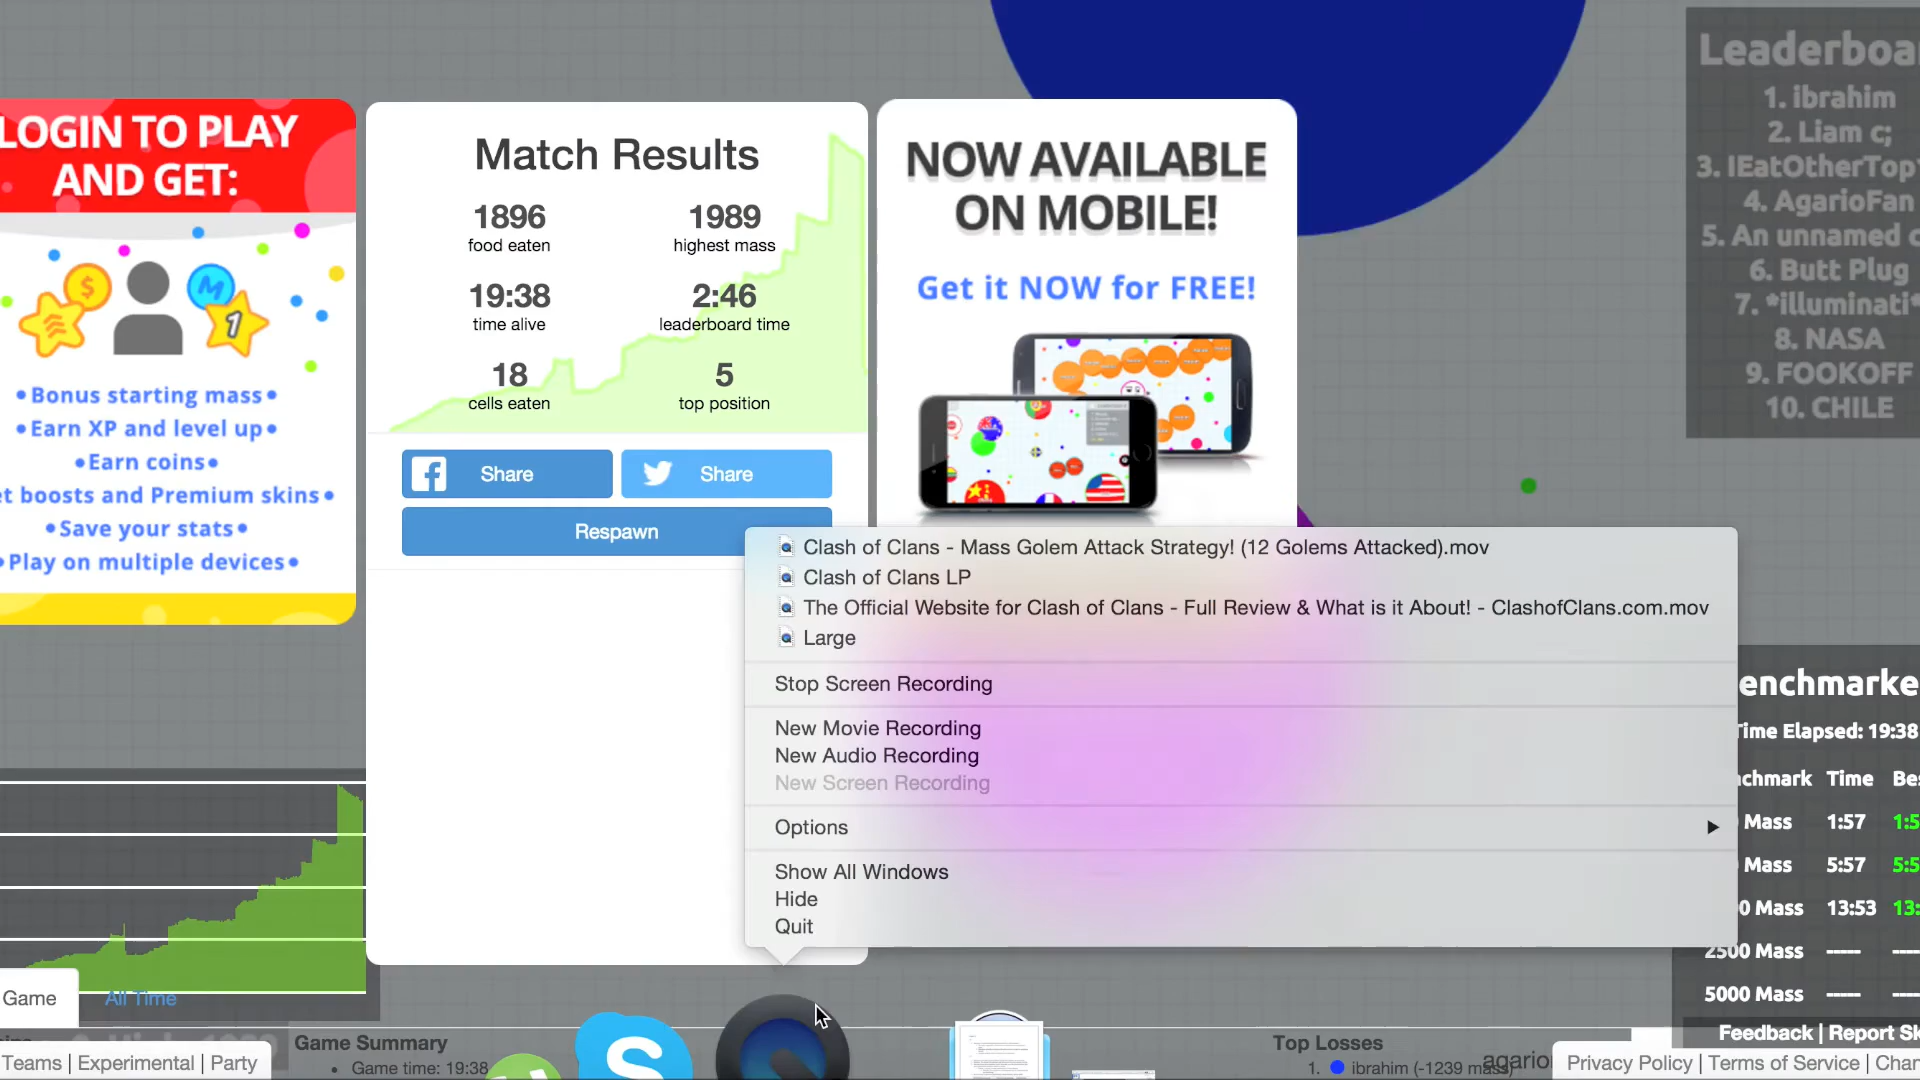 LOGIN TO PLAY
AND GET:
$
M
1
•Bonus starting mass•
•Earn XP and level up•
•Earn coins•
et boosts and Premium skins•
•Save your stats•
•Play on multiple devices•
Match Results
1896
food eaten
1989
highest mass
19:38
time alive
2:46
leaderboard time
18
cells eaten
5
top position
Share
Share
Respawn
NOW AVAILABLE
ON MOBILE!
Get it NOW for FREE!
Leaderboa
1. ibrahim
2. Liam c;
3. IEatOtherTop
4. AgarioFan
5. An unnamed c
6. Butt Plug
7. *illuminati*
8. NASA
9. FOOKOFF
10. CHILE
Clash of Clans - Mass Golem Attack Strategy! (12 Golems Attacked).mov
Clash of Clans LP
The Official Website for Clash of Clans - Full Review & What is it About! - ClashofClans.com.mov
Large
Stop Screen Recording
New Movie Recording
New Audio Recording
New Screen Recording
Options
Show All Windows
Hide
Quit
enchmarke
Time Elapsed: 19:38
nchmark Time Bes
Mass 1:57 1:5
Mass 5:57 5:5
0 Mass 13:53 13:
2500 Mass -----
5000 Mass -----
Feedback | Report Sk
Game
All Time
Game Summary
• Game time: 19:38
Teams | Experimental | Party
S
Top Losses
1. ibrahim (-1239 mass)
agario
Privacy Policy | Terms of Service | Chan